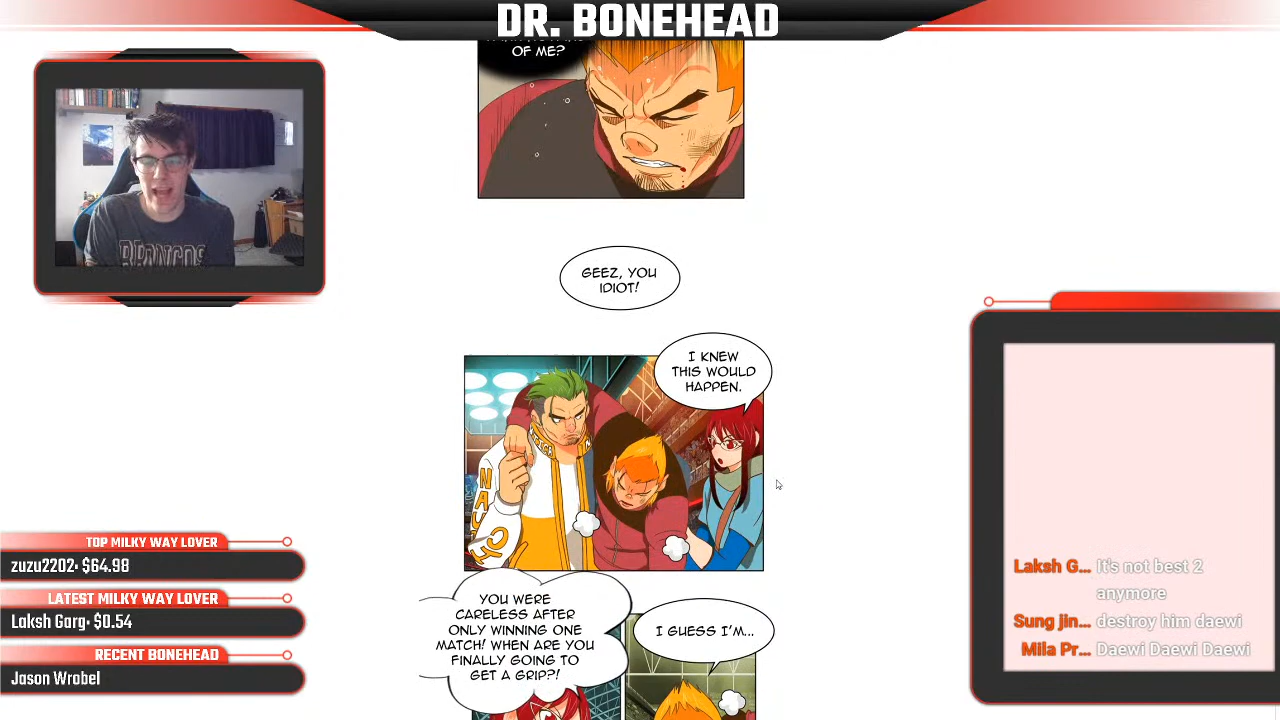 DR. BONEHEAD
OF ME?
GEEZ, YOU
IDIOT!
I KNEW
THIS WOULD
HAPPEN.
YOU WERE
CARELESS AFTER
ONLY WINNING ONE
MATCH! WHEN ARE YOU
FINALLY GOING TO
GET A GRIP?!
I GUESS I'M...
BRONCOS
TOP MILKY WAY LOVER
zuzu2202• $64.98
LATEST MILKY WAY LOVER
Laksh Garg• $0.54
RECENT BONEHEAD
Jason Wrobel
Laksh G... It's not best 2
anymore
Sung jin... destroy him daewi
Mila Pr... Daewi Daewi Daewi